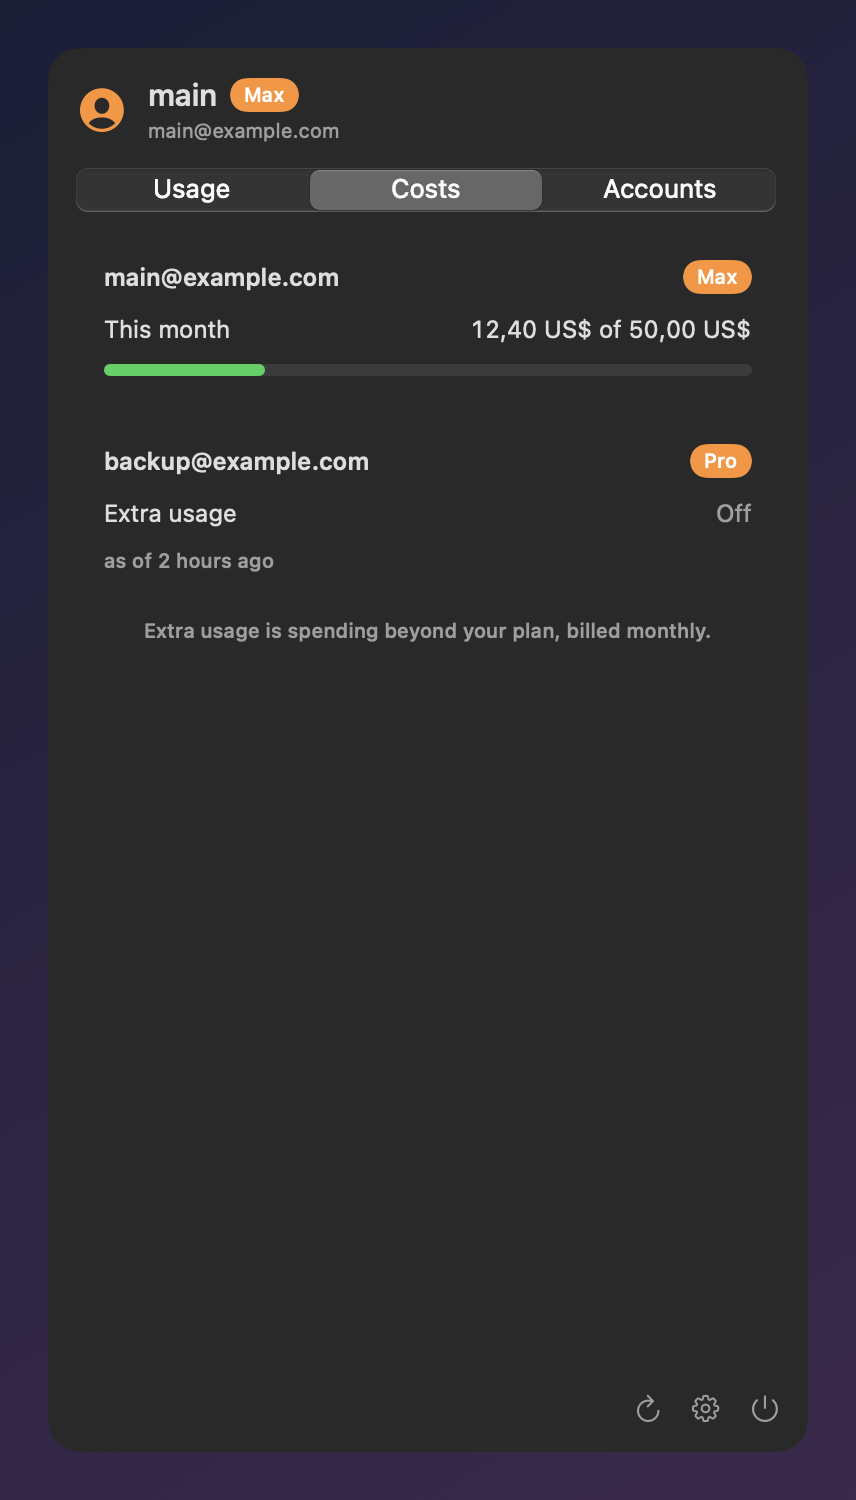 main Max
main@example.com
Usage Costs Accounts
main@example.com Max
This month 12,40 US$ of 50,00 US$
backup@example.com Pro
Extra usage Off
as of 2 hours ago
Extra usage is spending beyond your plan, billed monthly.